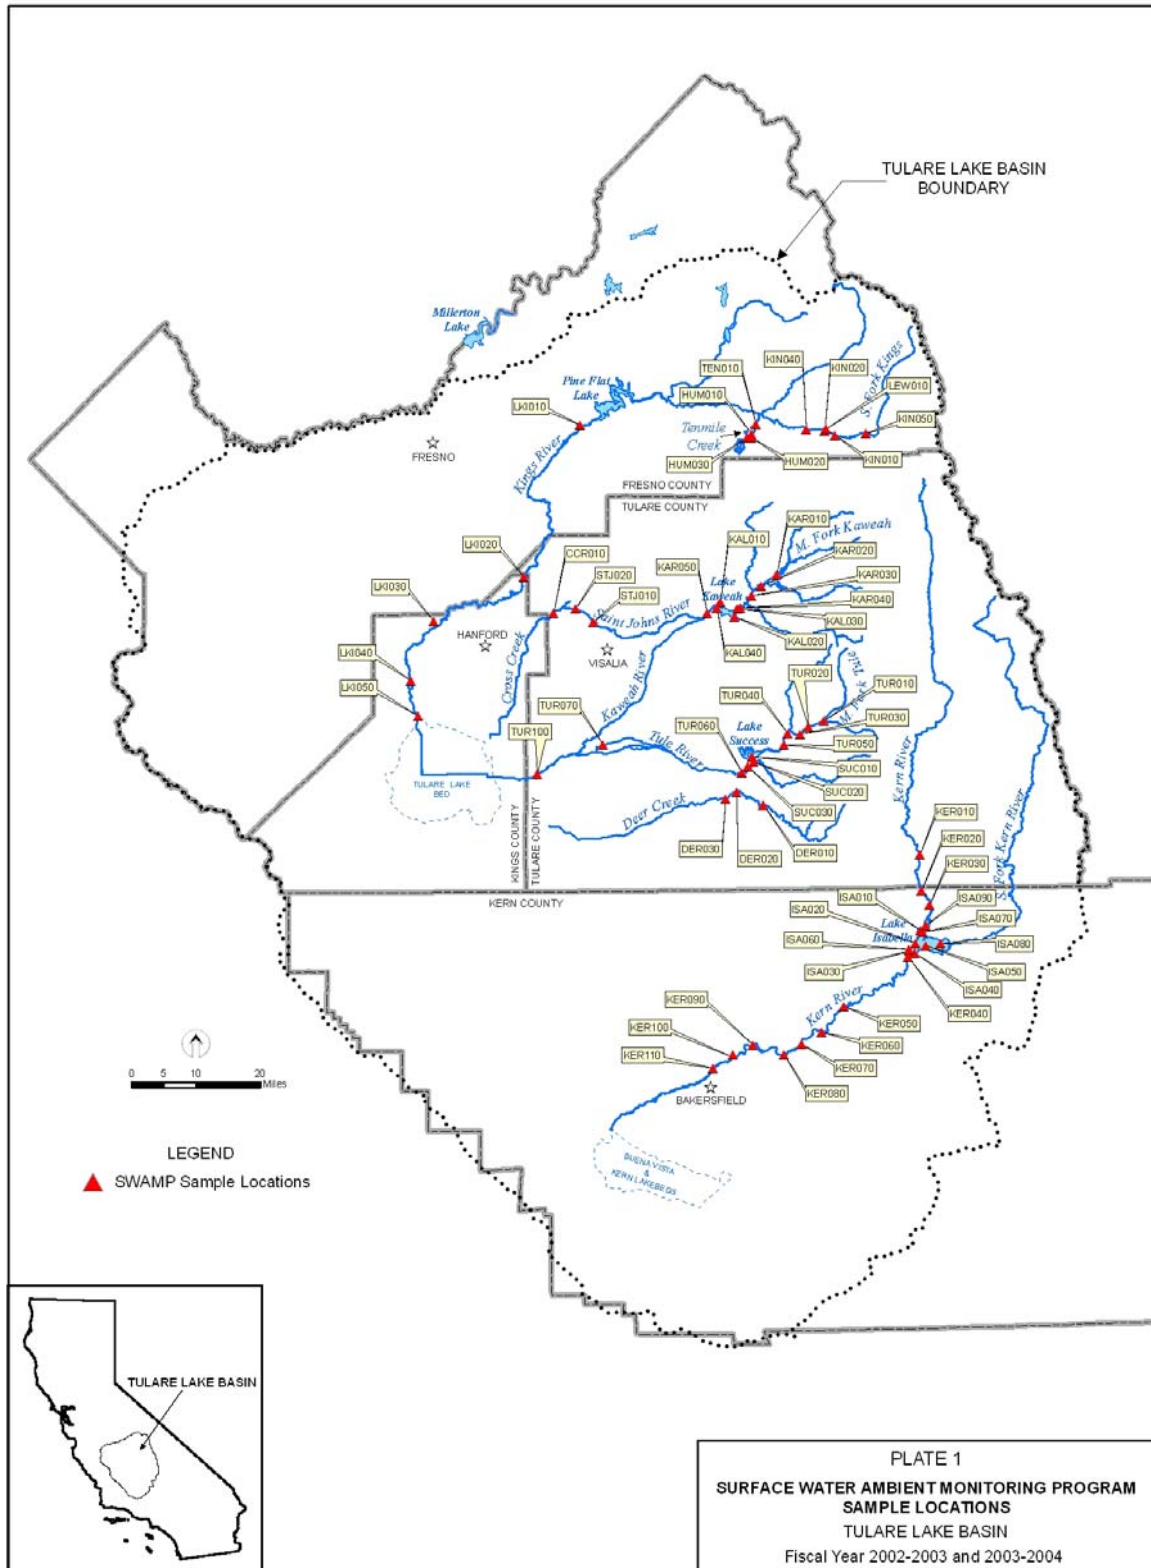 TULARE LAKE BASIN
BOUNDARY
Millerton
Lake
Pine Flat
Lake
TEN010
KIN040
KIN020
LEW010
S. Fork Kings
HUM010
LKI010
KIN050
Tenmile
Creek
FRESNO
HUM030
HUM020
KIN010
Kings River
FRESNO COUNTY
TULARE COUNTY
KAR010
M. Fork Kaweah
KAL010
LKI020
CCR010
KAR050
KAR020
STJ020
Lake
Kaweah
KAR030
LKI030
STJ010
Saint Johns River
KAR040
KAL030
HANFORD
KAL020
VISALIA
KAL040
LKI040
Cross Creek
Kaweah River
M. Fork Tule
TUR020
LKI050
TUR040
TUR010
TUR070
TUR030
TUR060
Lake
Success
TUR100
Tule River
TUR050
SUC010
TULARE LAKE
BED
SUC020
SUC030
Kern River
Deer Creek
DER030
DER020
DER010
KINGS COUNTY
TULARE COUNTY
S. Fork Kern River
KER010
KER020
KER030
KERN COUNTY
ISA010
ISA090
ISA020
ISA070
Lake
Isabella
ISA060
ISA080
ISA030
ISA050
ISA040
KER040
Kern River
KER090
KER050
KER100
KER060
KER110
KER070
KER080
BAKERSFIELD
0 5 10 20
Miles
BUENA VISTA
&
KERN LAKEBEDS
LEGEND
SWAMP Sample Locations
TULARE LAKE BASIN
PLATE 1
SURFACE WATER AMBIENT MONITORING PROGRAM
SAMPLE LOCATIONS
TULARE LAKE BASIN
Fiscal Year 2002-2003 and 2003-2004